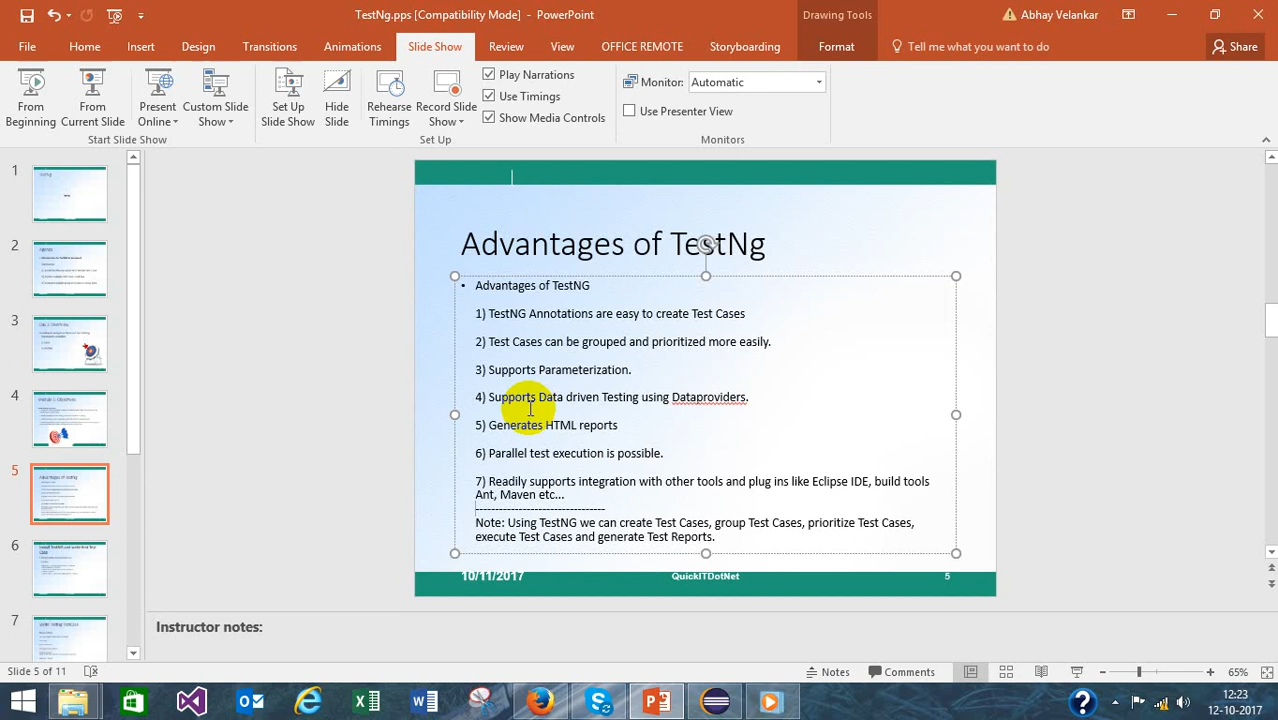 TestNg.pps [Compatibility Mode] - PowerPoint
Drawing Tools
Abhay Velankar
File Home Insert Design Transitions Animations Slide Show Review View OFFICE REMOTE Storyboarding Format Tell me what you want to do Share
From Beginning
From Current Slide
Present Online
Custom Slide Show
Set Up Slide Show
Hide Slide
Rehearse Timings
Record Slide Show
Play Narrations
Use Timings
Show Media Controls
Monitor: Automatic
Use Presenter View
Start Slide Show
Set Up
Monitors
1
2
3
4
5
6
7
Advantages of TestNg
• Advantages of TestNG
TestNG Annotations are easy to create Test Cases
Test Cases can be grouped and prioritized more easily.
Supports Parameterization.
Supports Data driven Testing using Dataproviders.
Generates HTML reports
Parallel test execution is possible.
supports integration with other tools and plug ins like Eclipse IDE, build tools
etc...
Note: Using TestNG we can create Test Cases, group Test Cases, prioritize Test Cases,
execute Test Cases and generate Test Reports.
10/11/2017
QuickITDotNet
5
Instructor notes:
Slide 5 of 11
Notes
Comments
65%
12:23
12-10-2017